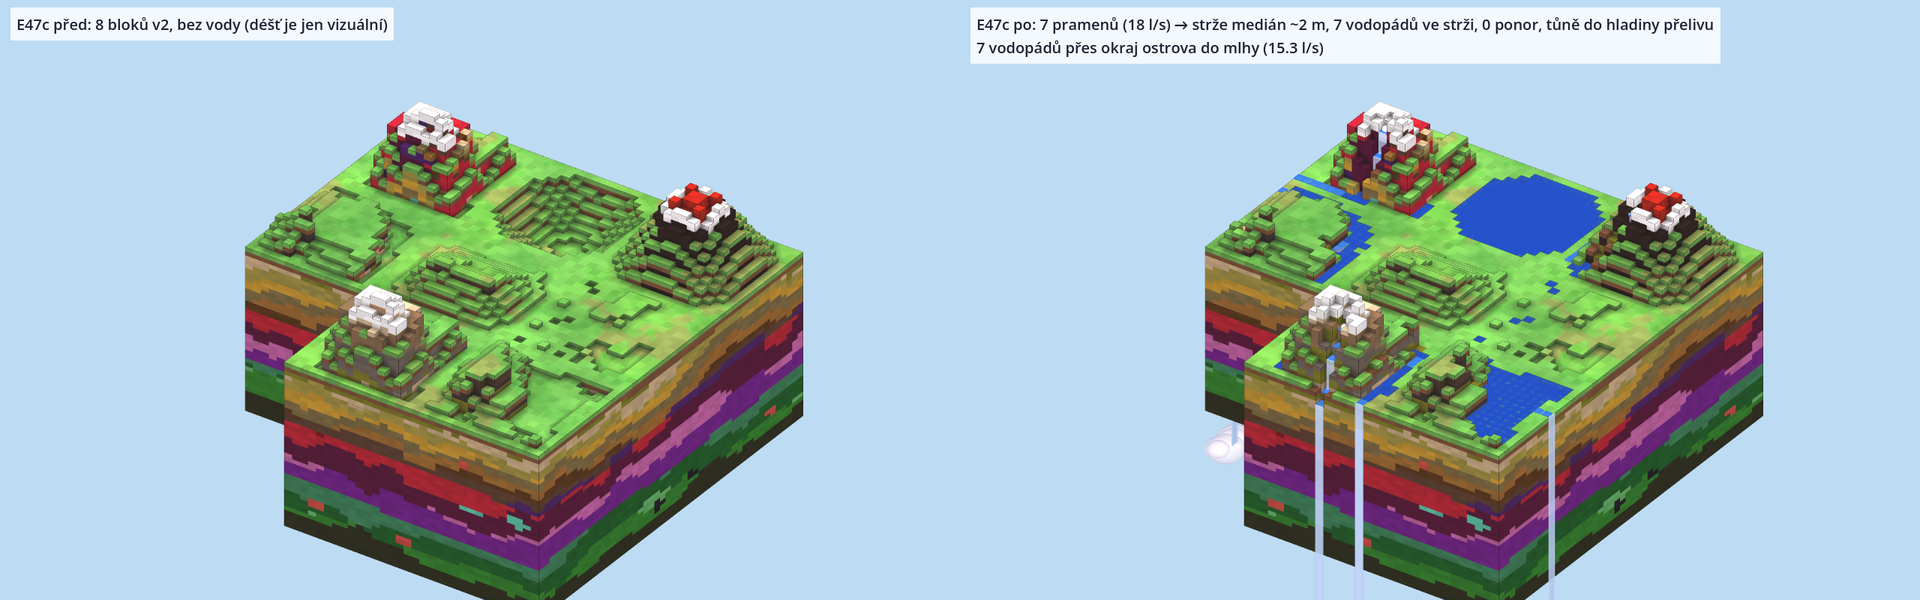 E47c před: 8 bloků v2, bez vody (déšť je jen vizuální)
E47c po: 7 pramenů (18 l/s) → strže medián ~2 m, 7 vodopádů ve strži, 0 ponor, tůně do hladiny přelivu
7 vodopádů přes okraj ostrova do mlhy (15.3 l/s)